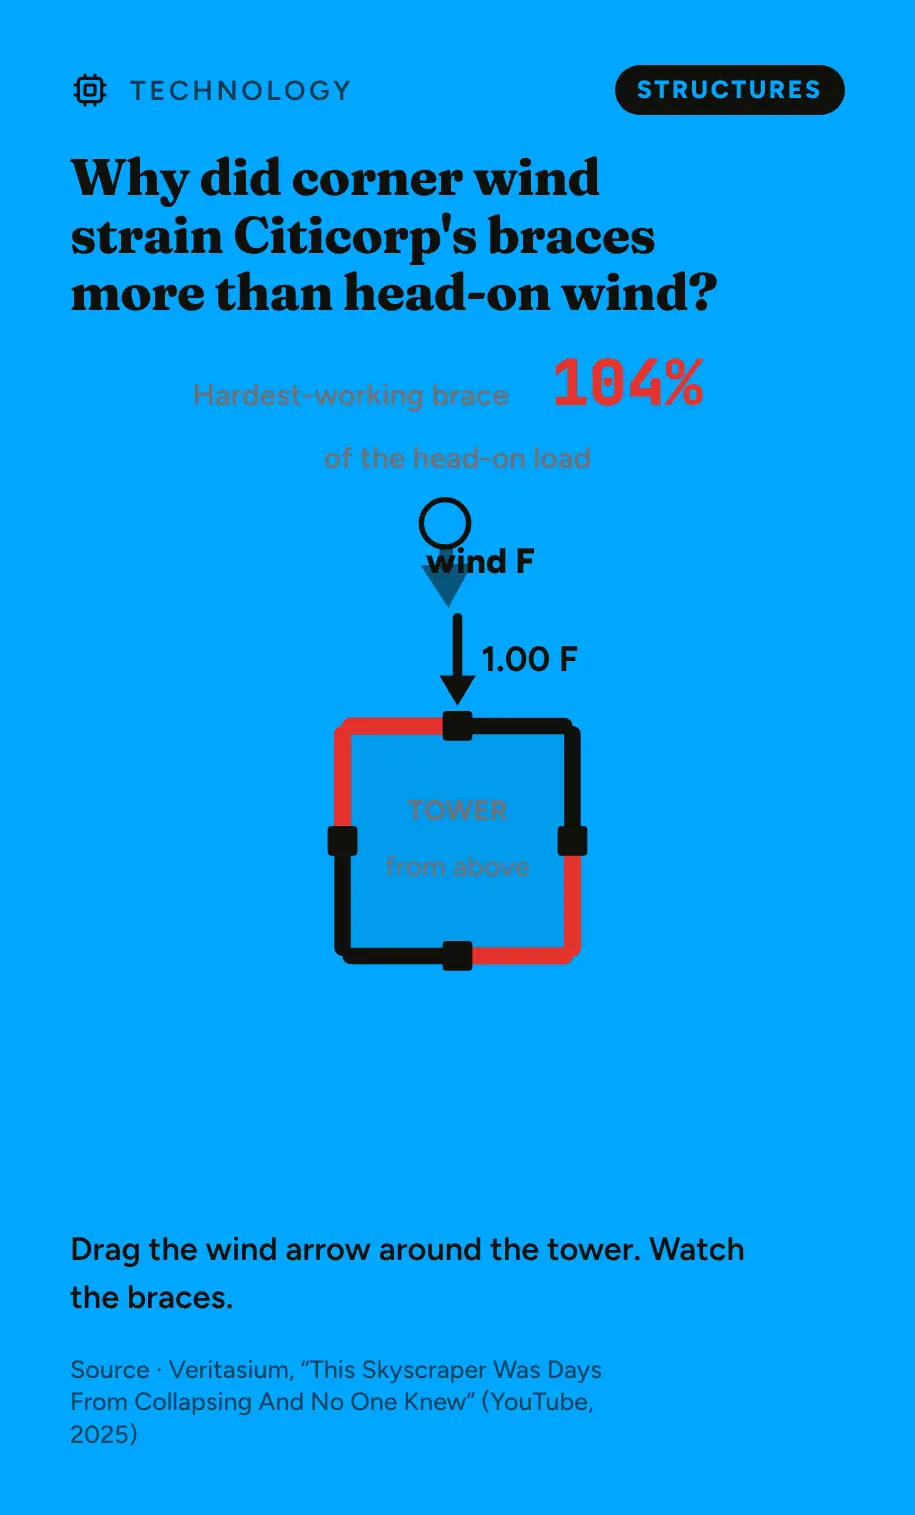 TECHNOLOGY
STRUCTURES
Why did corner wind
strain Citicorp's braces
more than head-on wind?
Hardest-working brace 104%
of the head-on load
wind F
1.00 F
TOWER
from above
Drag the wind arrow around the tower. Watch
the braces.
Source · Veritasium, “This Skyscraper Was Days
From Collapsing And No One Knew” (YouTube,
2025)